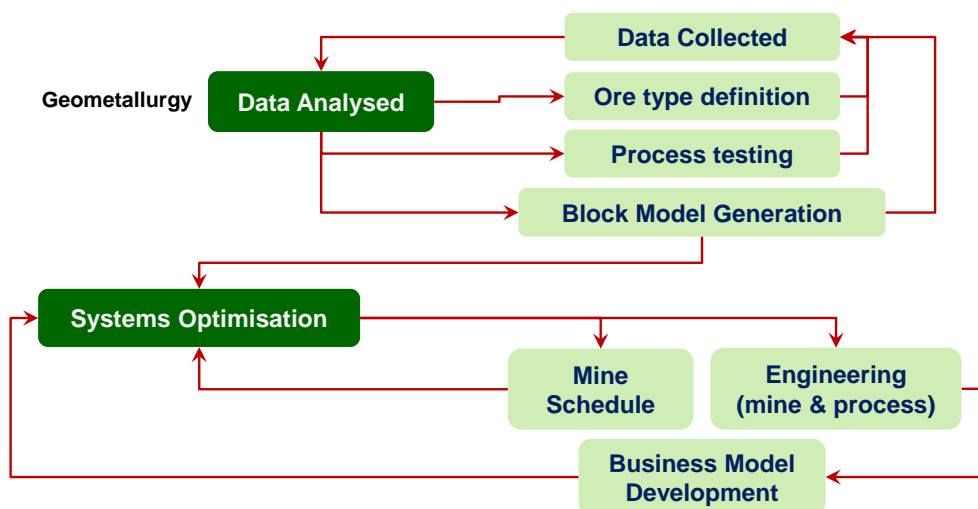 Data Collected
Geometallurgy
Data Analysed
Ore type definition
Process testing
Block Model Generation
Systems Optimisation
Mine
Schedule
Engineering
(mine & process)
Business Model
Development